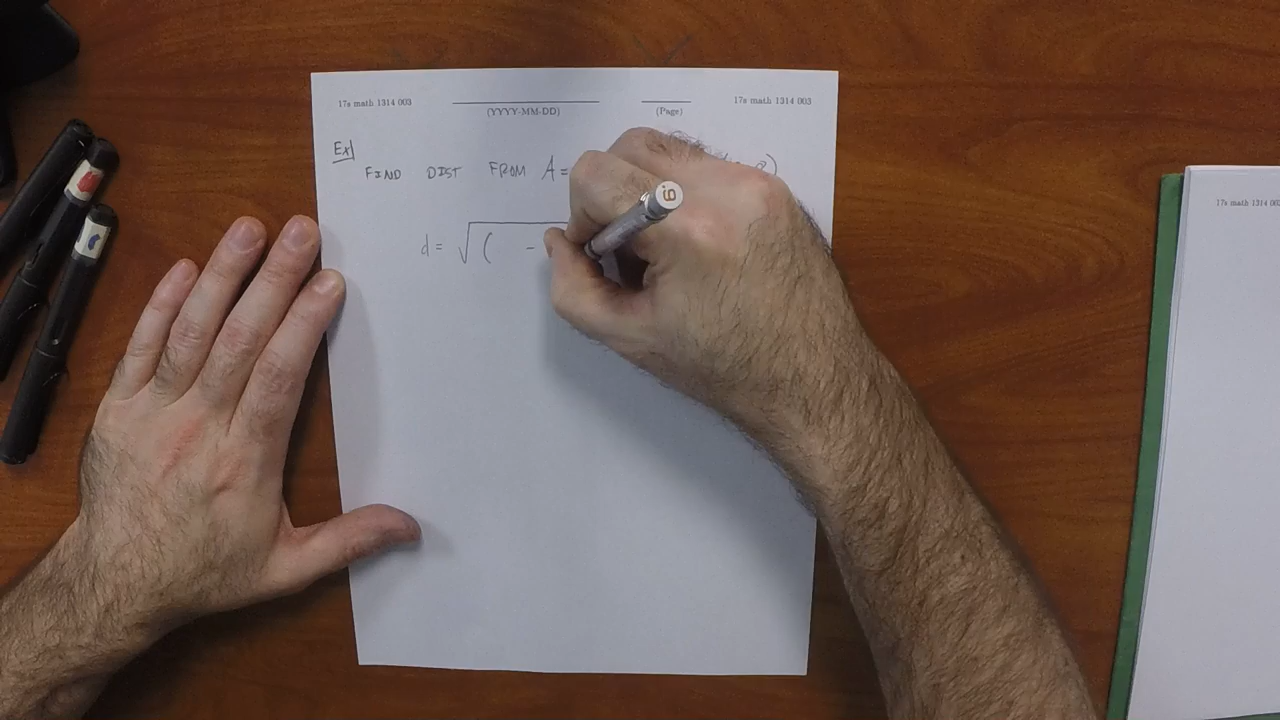 17s math 1314 003 (YYYY-MM-DD) (Page) 17s math 1314 003
Ex
FIND DIST FROM A=
d = √( -
.9
17s math 1314